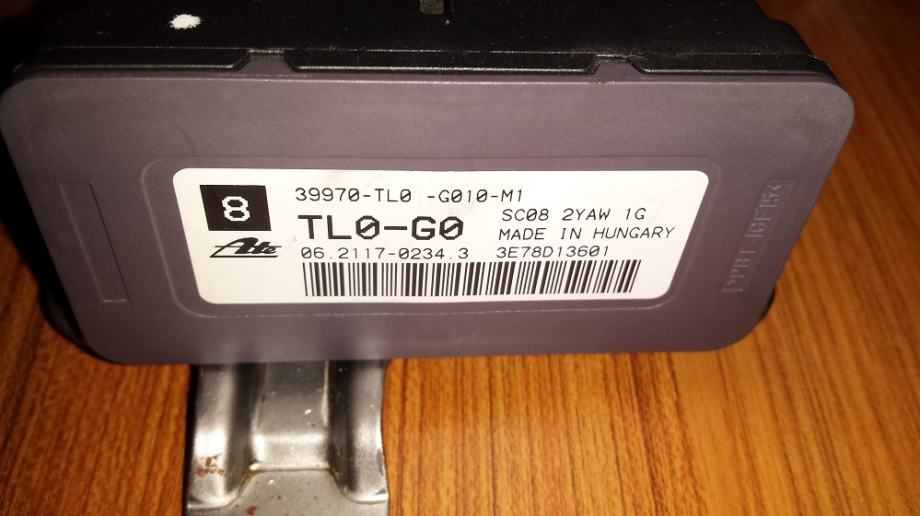 8
39970-TL0 -G010-M1
TL0-G0
SC08 2YAW 1G
MADE IN HUNGARY
Ate
06.2117-0234.3 3E78D13601